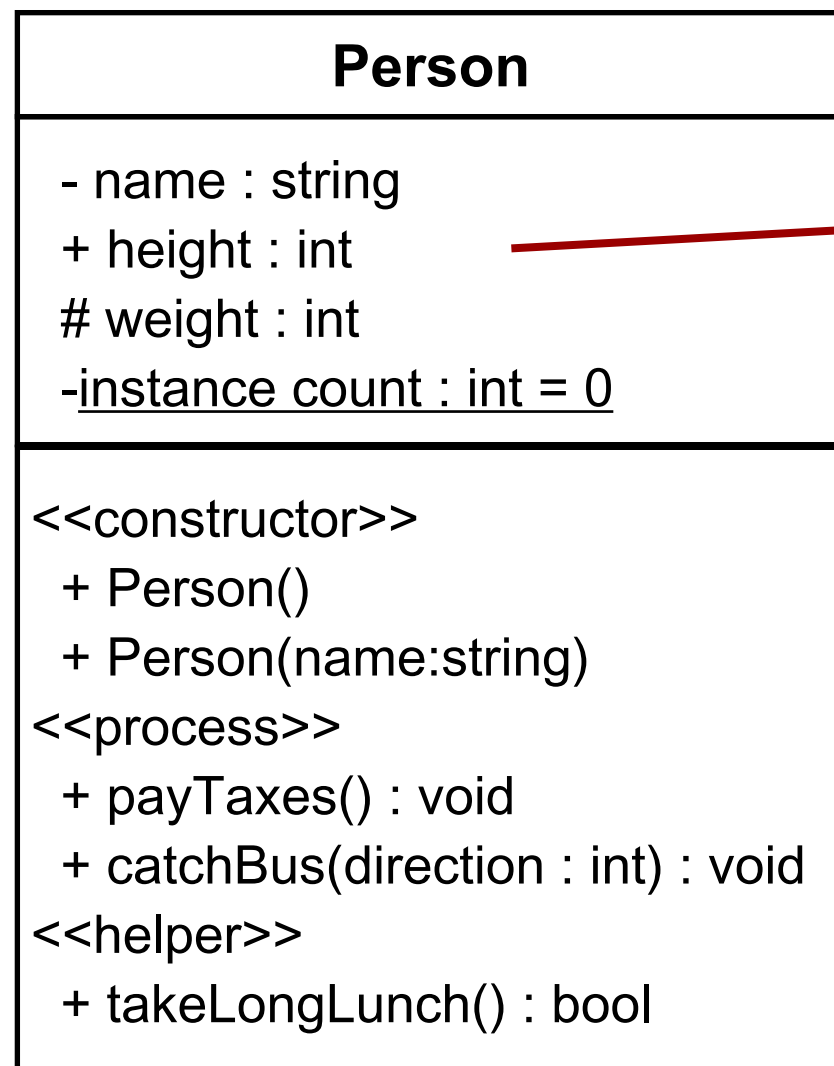 Person
- name : string
+ height : int
# weight : int
-instance count : int = 0
<<constructor>>
+ Person()
+ Person(name:string)
<<process>>
+ payTaxes() : void
+ catchBus(direction : int) : void
<<helper>>
+ takeLongLunch() : bool